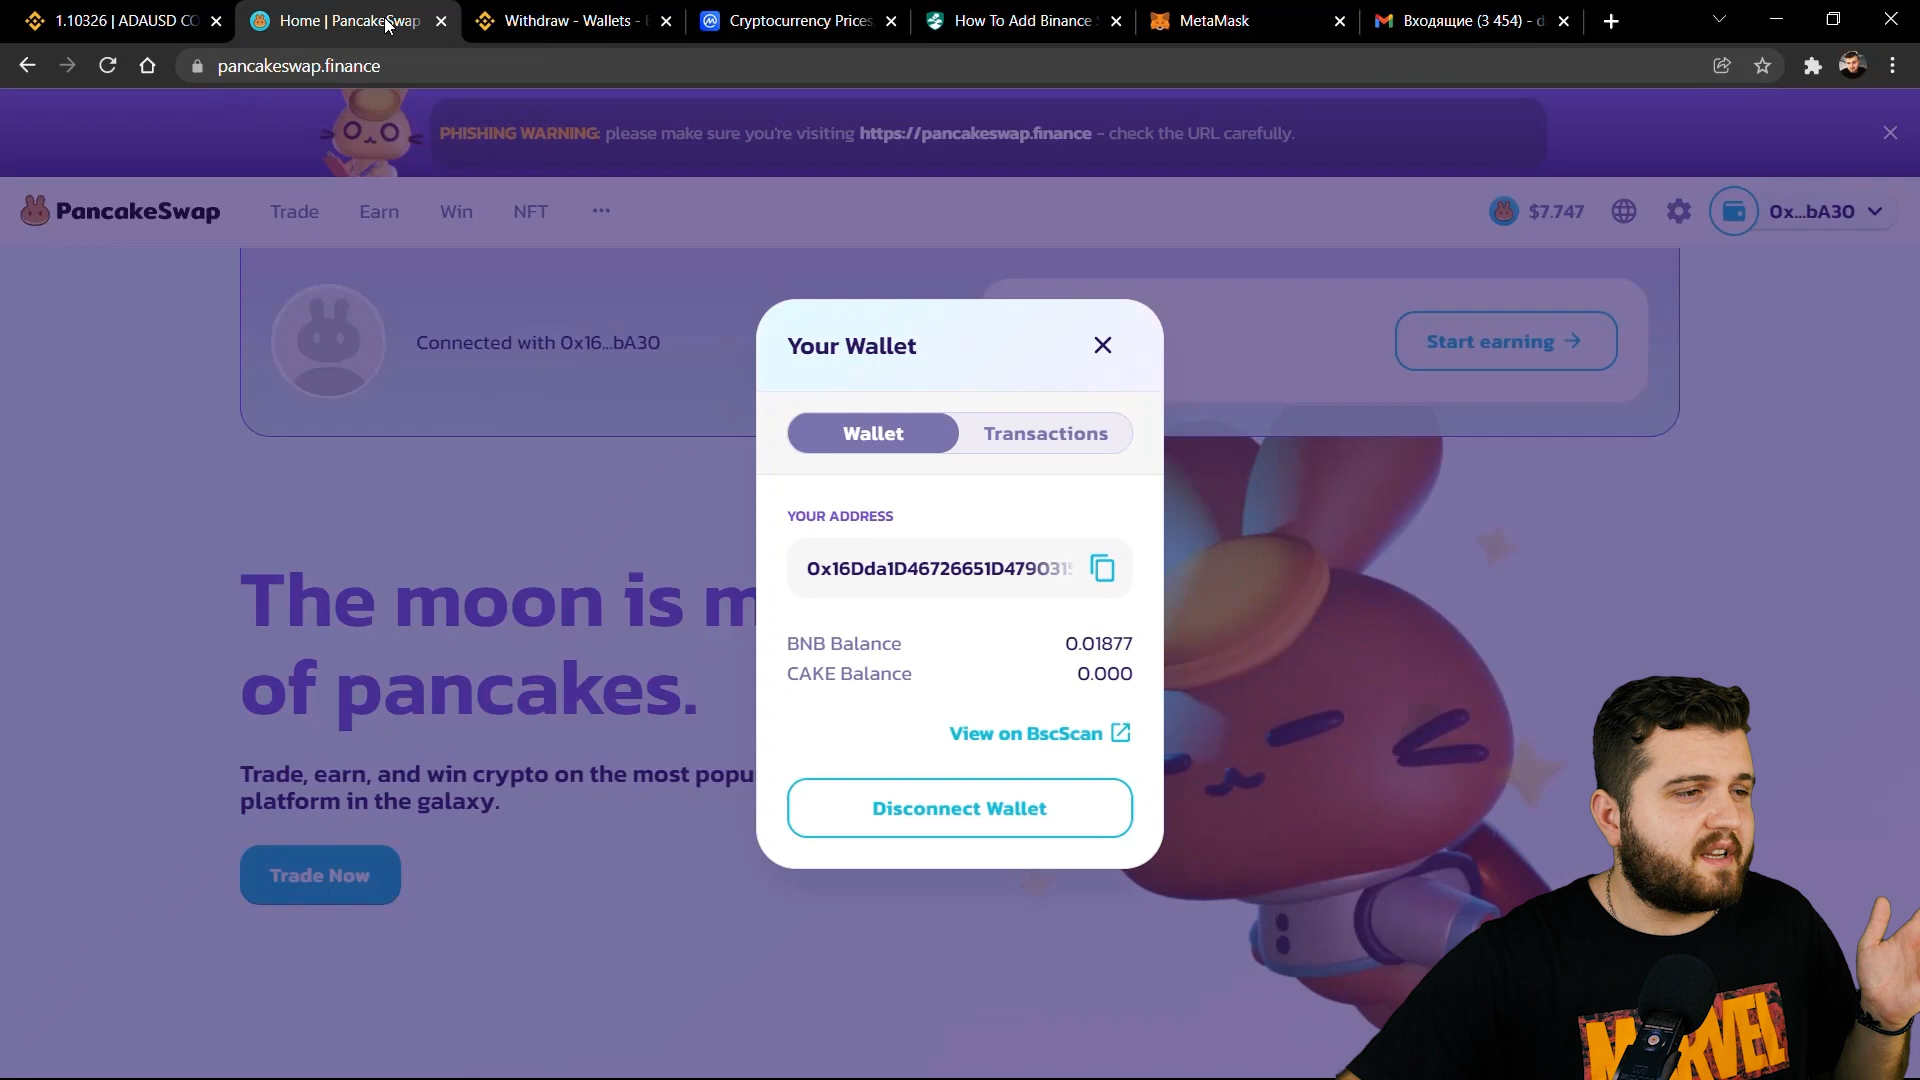 1.10326 | ADAUSD CO
Home | PancakeSwap
Withdraw - Wallets -
Cryptocurrency Prices,
How To Add Binance
MetaMask
Входящие (3 454) - d
pancakeswap.finance
PHISHING WARNING: please make sure you're visiting https://pancakeswap.finance - check the URL carefully.
PancakeSwap
Trade
Earn
Win
NFT
$7.747
0x...bA30
Connected with 0x16...bA30
Start earning
Your Wallet
Wallet
Transactions
YOUR ADDRESS
0x16Dda1D46726651D4790315
BNB Balance 0.01877
CAKE Balance 0.000
View on BscScan
Disconnect Wallet
The moon is m
of pancakes.
Trade, earn, and win crypto on the most popu
platform in the galaxy.
Trade Now
MARVEL